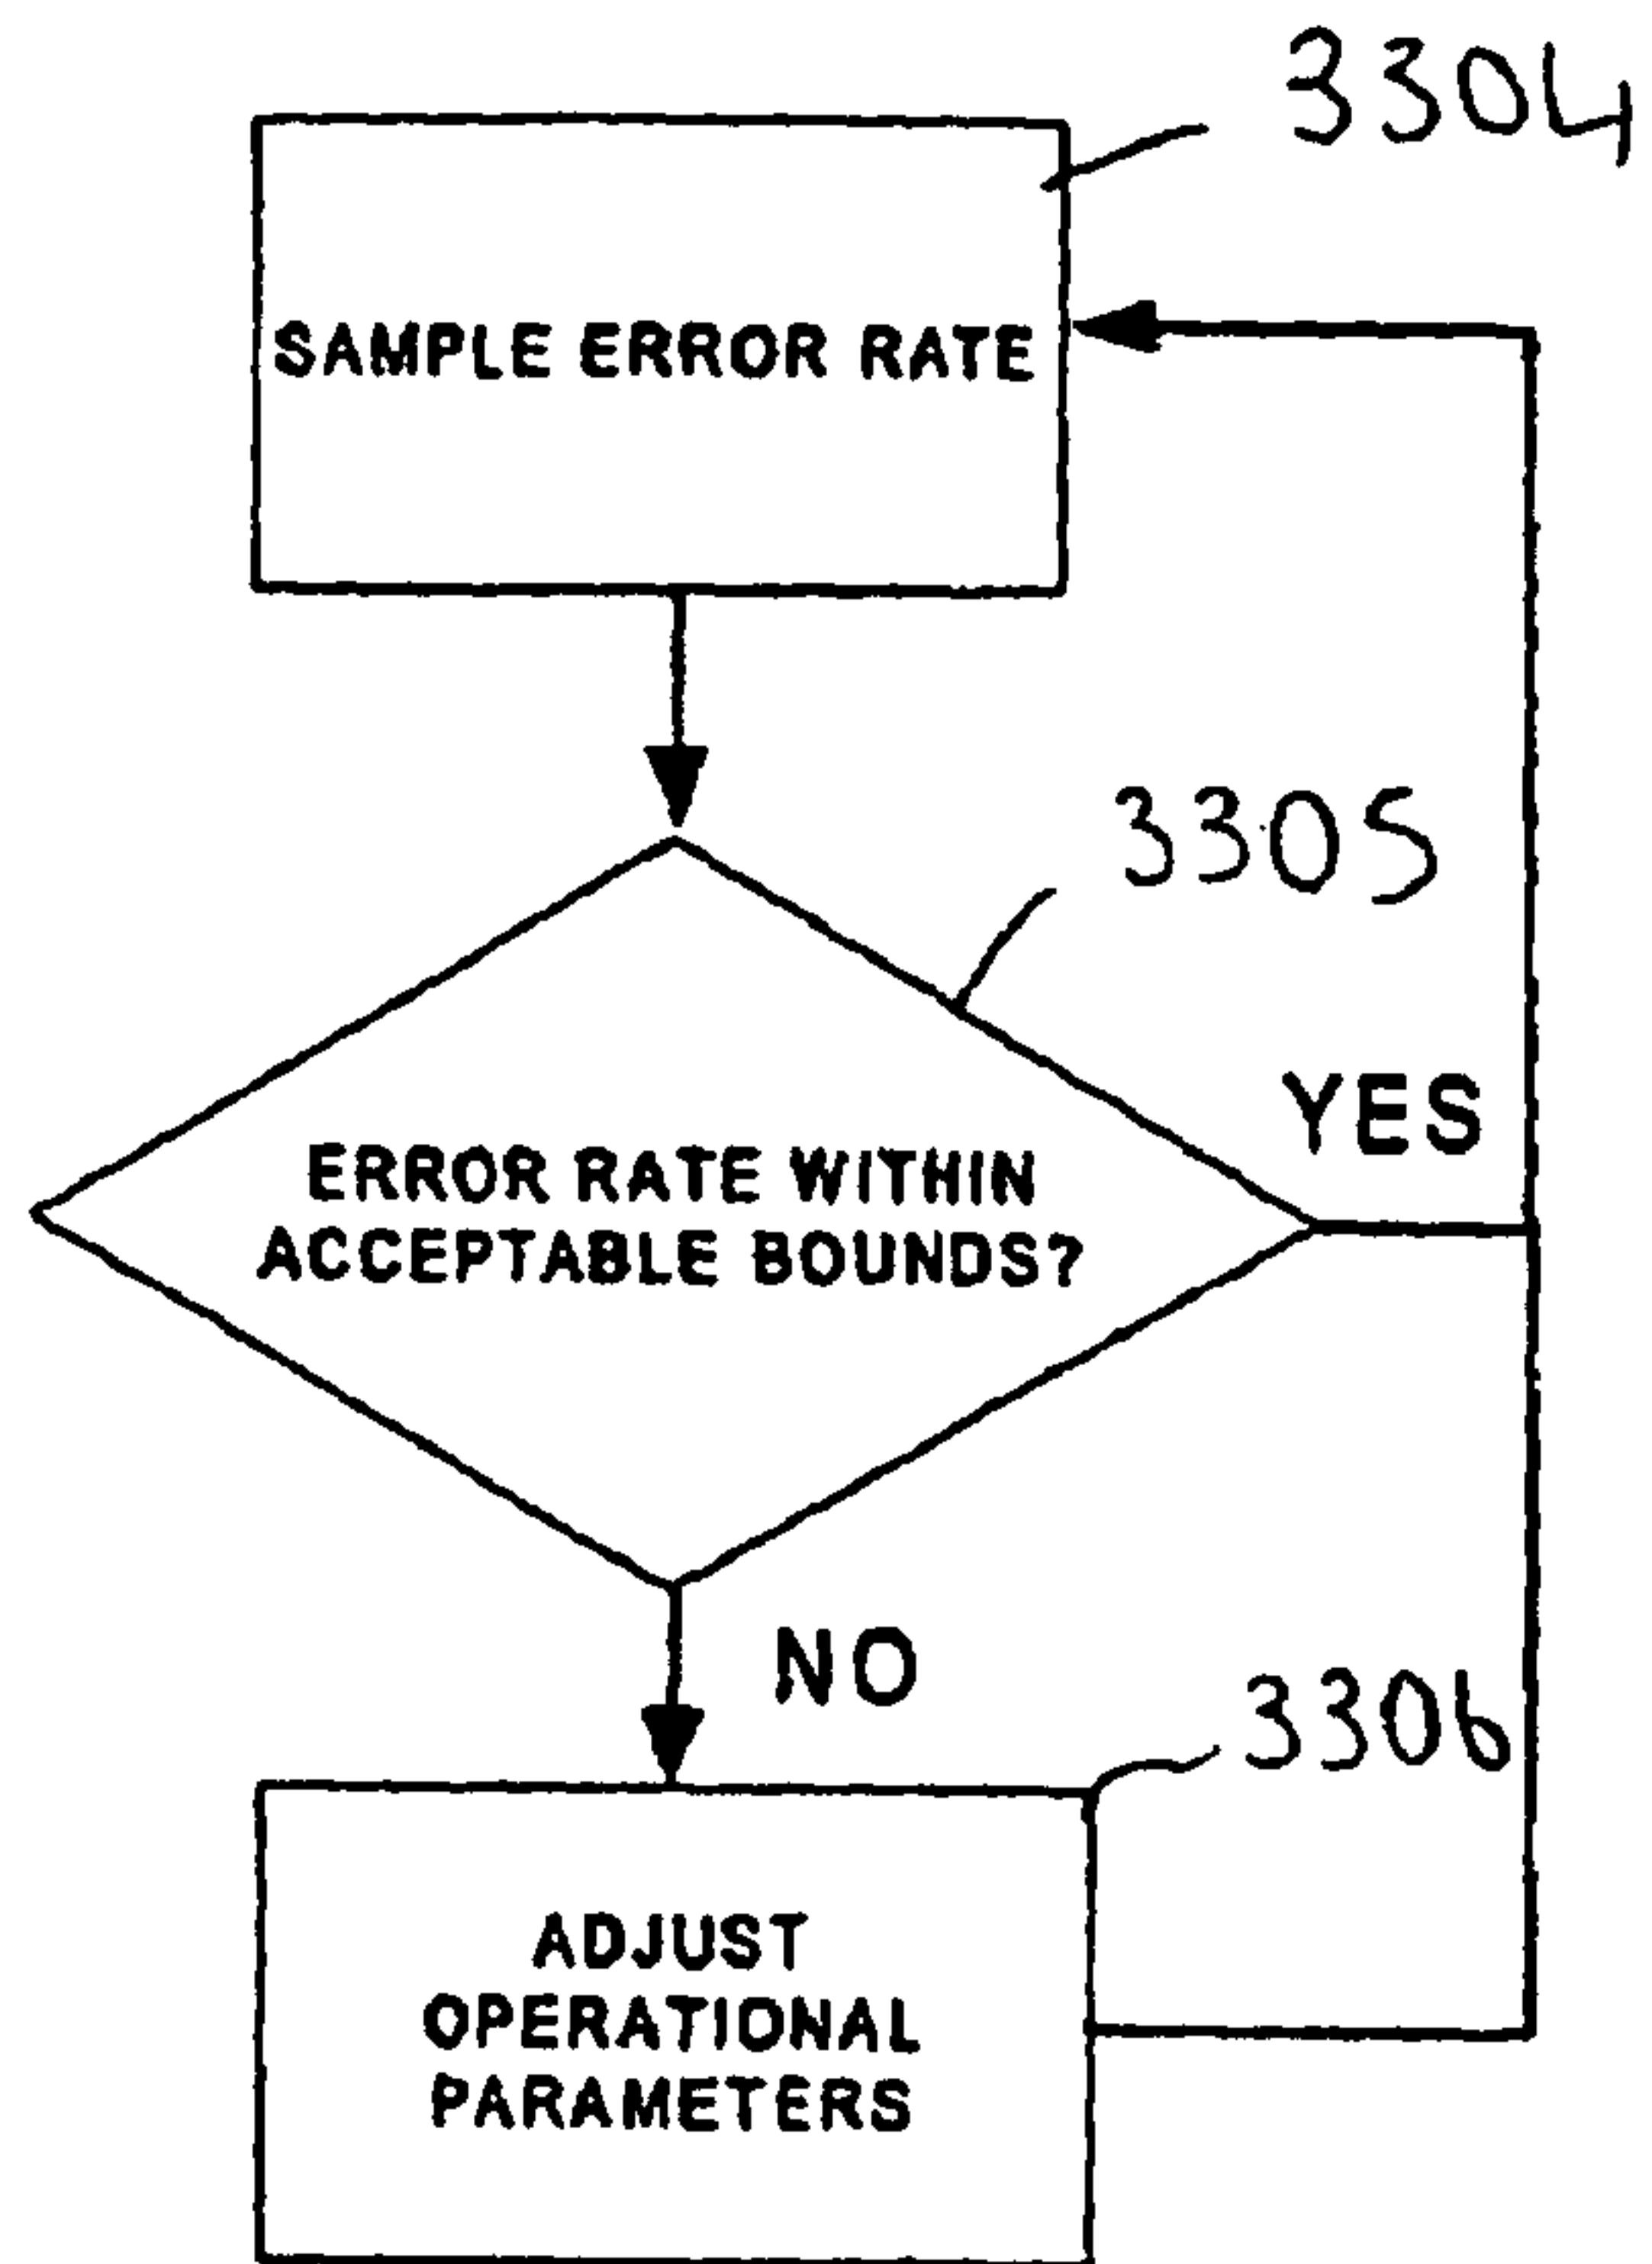 3304
SAMPLE ERROR RATE
3305
YES
ERROR RATE WITHIN
ACCEPTABLE BOUNDS?
NO
3306
ADJUST
OPERATIONAL
PARAMETERS